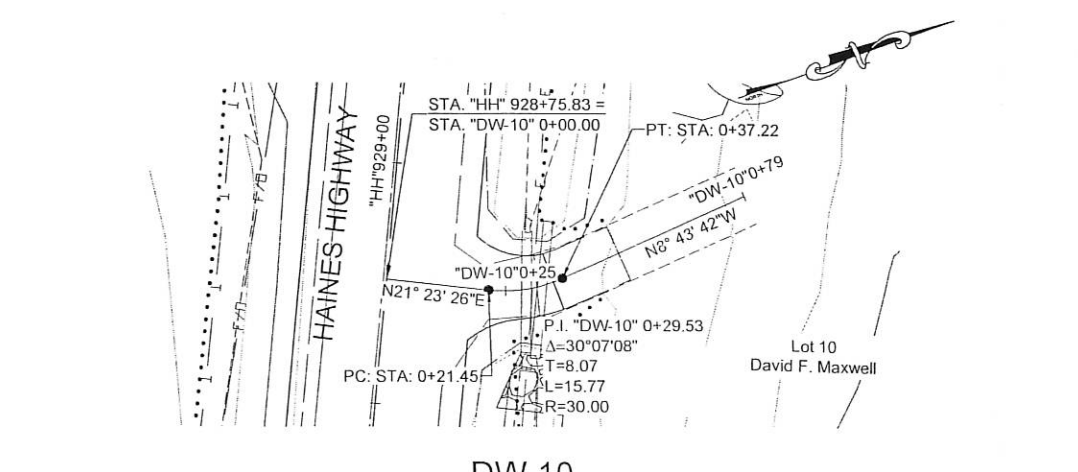 STA. "HH" 928+75.83 =
STA. "DW-10" 0+00.00
PT: STA: 0+37.22
HAINES HIGHWAY
"HH"929+00
"DW-10"0+79
N8° 43' 42"W
"DW-10"0+25
N21° 23' 26"E
P.I. "DW-10" 0+29.53
Δ=30°07'08"
T=8.07
L=15.77
R=30.00
PC: STA: 0+21.45
Lot 10
David F. Maxwell
DW-10